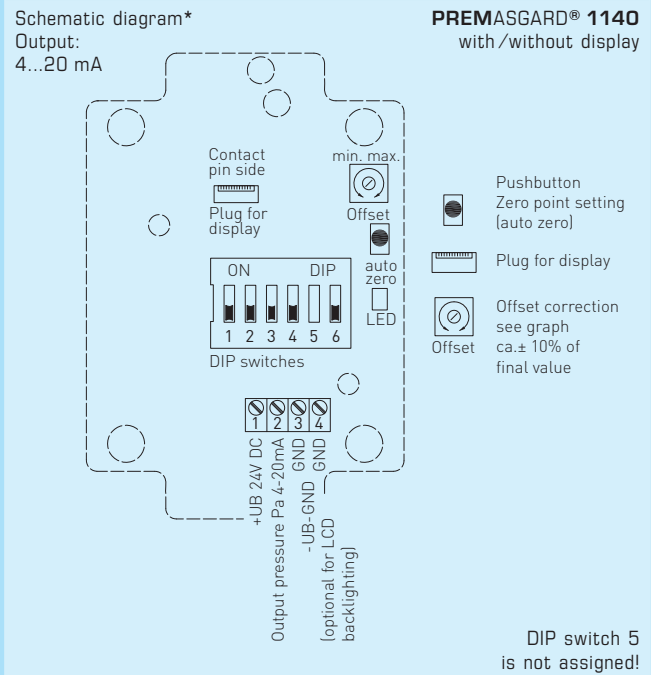 Schematic diagram*
Output:
4...20 mA
PREMASGARD® 1140
with/without display
Contact
pin side
Plug for
display
min. max.
Offset
auto
zero
LED
ON DIP
1 2 3 4 5 6
DIP switches
1 2 3 4
+UB 24V DC
Output pressure Pa 4-20mA
GND
-UB-GND
GND
(optional for LCD
backlighting)
Pushbutton
Zero point setting
(auto zero)
Plug for display
Offset
Offset correction
see graph
ca.± 10% of
final value
DIP switch 5
is not assigned!